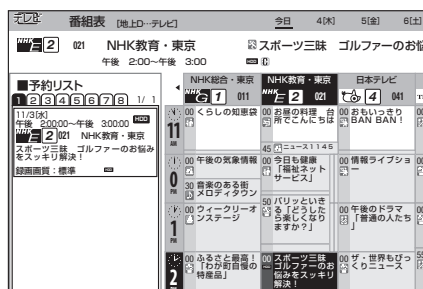 テレビ 番組表 [地上D…テレビ] 今日 4[木] 5[金] 6[土]
NHK E 2 021 NHK教育・東京 スポーツ三昧 ゴルファーのお悩
午後 2:00~午後 3:00
■予約リスト
1 2 3 4 5 6 7 8 1/ 1
11/3[水]
午後 2:00:00~午後 3:00:00 HDD
NHK E 2 021 NHK教育・東京
スポーツ三昧 ゴルファーのお悩み
をスッキリ解決!
録画画質:標準
NHK総合・東京 NHK教育・東京 日本テレビ
NHK G 1 011 NHK E 2 021 4 041
11 AM
00 くらしの知恵袋
00 お昼の料理 台
所でこんにちは
45 ニュース1145
00 おもいっきり
BAN BAN!
0 PM
00 午後の気象情報
30 音楽のある街
メロディタウン
00 今日も健康
「福祉ネット
サービス」
50 パリッといき
る「どうした
ら楽しくなり
ますか?」
00 情報ライブショ
ー
1 PM
00 ウィークリーオ
ンステージ
00 午後のドラマ
「普通の人たち
」
2 PM
00 ふるさと最高!
「わが町自慢の
特産品」
00 スポーツ三昧
ゴルファーのお
悩みをスッキリ
解決!
00 ザ・世界もびっ
くりニュース